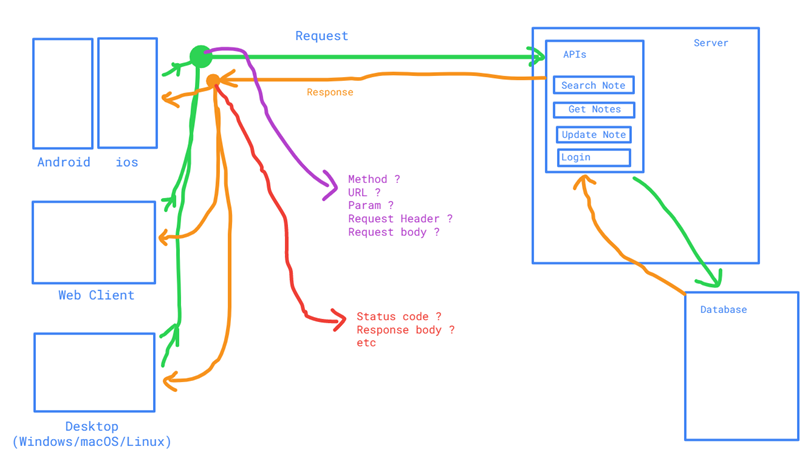 Request
Server
APIs
Search Note
Get Notes
Update Note
Login
Response
Android
ios
Method ?
URL ?
Param ?
Request Header ?
Request body ?
Web Client
Status code ?
Response body ?
etc
Database
Desktop
(Windows/macOS/Linux)